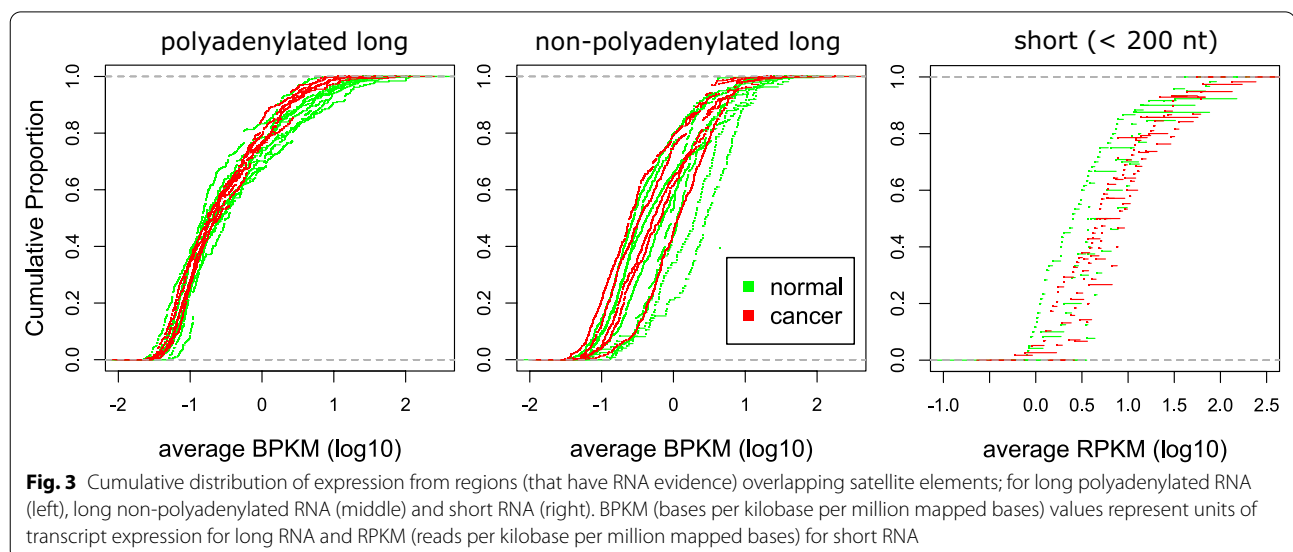 polyadenylated long
non-polyadenylated long
short (< 200 nt)
Cumulative Proportion
0.0 0.2 0.4 0.6 0.8 1.0
-2 -1 0 1 2
average BPKM (log10)
0.0 0.2 0.4 0.6 0.8 1.0
normal
cancer
-2 -1 0 1 2
average BPKM (log10)
0.0 0.2 0.4 0.6 0.8 1.0
-1.0 0.0 0.5 1.0 1.5 2.0 2.5
average RPKM (log10)
Fig. 3 Cumulative distribution of expression from regions (that have RNA evidence) overlapping satellite elements; for long polyadenylated RNA
(left), long non-polyadenylated RNA (middle) and short RNA (right). BPKM (bases per kilobase per million mapped bases) values represent units of
transcript expression for long RNA and RPKM (reads per kilobase per million mapped bases) for short RNA